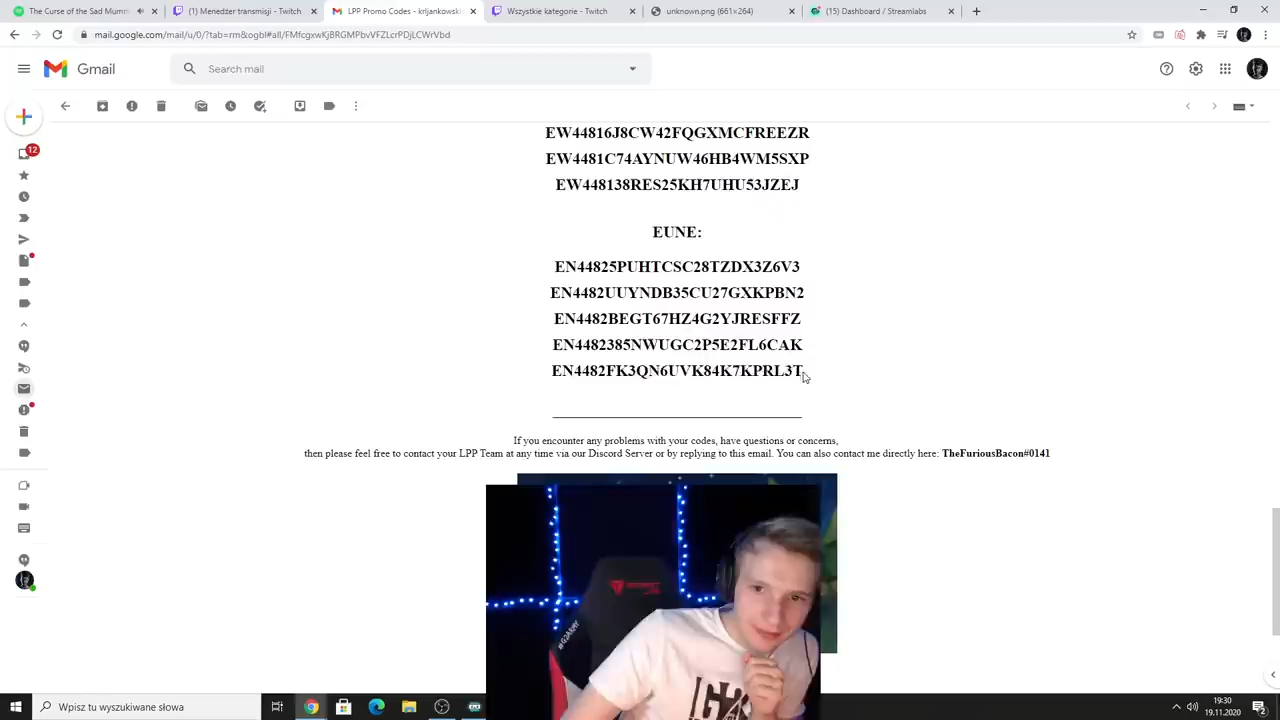 The Curse of the Sad Mum
(1) Menedżer transmisji - Twitch
LPP Promo Codes - krljankowski
Wszystkie kategorie - Twitch
unknown.png (661×264)
(15) Dashboard / Streamlabs
mail.google.com/mail/u/0/?tab=rm&ogbl#all/FMfcgxwKjBRGMPbvVFZLcrPDjLCWrVbd
Gmail
Search mail
12
EW44816J8CW42FQGXMCFREEZR
EW4481C74AYNUW46HB4WM5SXP
EW448138RES25KH7UHU53JZEJ
EUNE:
EN44825PUHTCSC28TZDX3Z6V3
EN4482UUYNDB35CU27GXKPBN2
EN4482BEGT67HZ4G2YJRESFFZ
EN4482385NWUGC2P5E2FL6CAK
EN4482FK3QN6UVK84K7KPRL3T
If you encounter any problems with your codes, have questions or concerns,
then please feel free to contact your LPP Team at any time via our Discord Server or by replying to this email. You can also contact me directly here: TheFuriousBacon#0141
#G2ARMY
Wpisz tu wyszukiwane słowa
19:30
19.11.2020
2